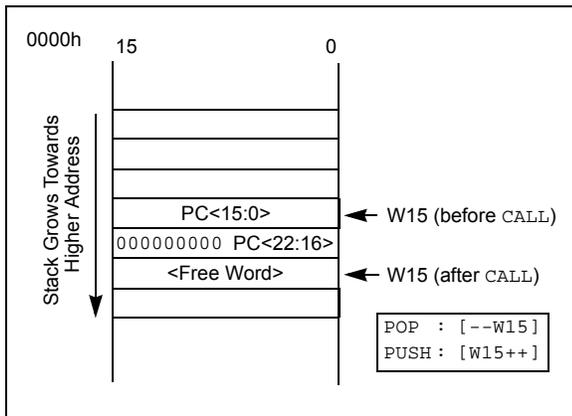 0000h
15 0
Stack Grows Towards
Higher Address
PC<15:0>
W15 (before CALL)
000000000 PC<22:16>
<Free Word>
W15 (after CALL)
POP : [--W15]
PUSH : [W15++]